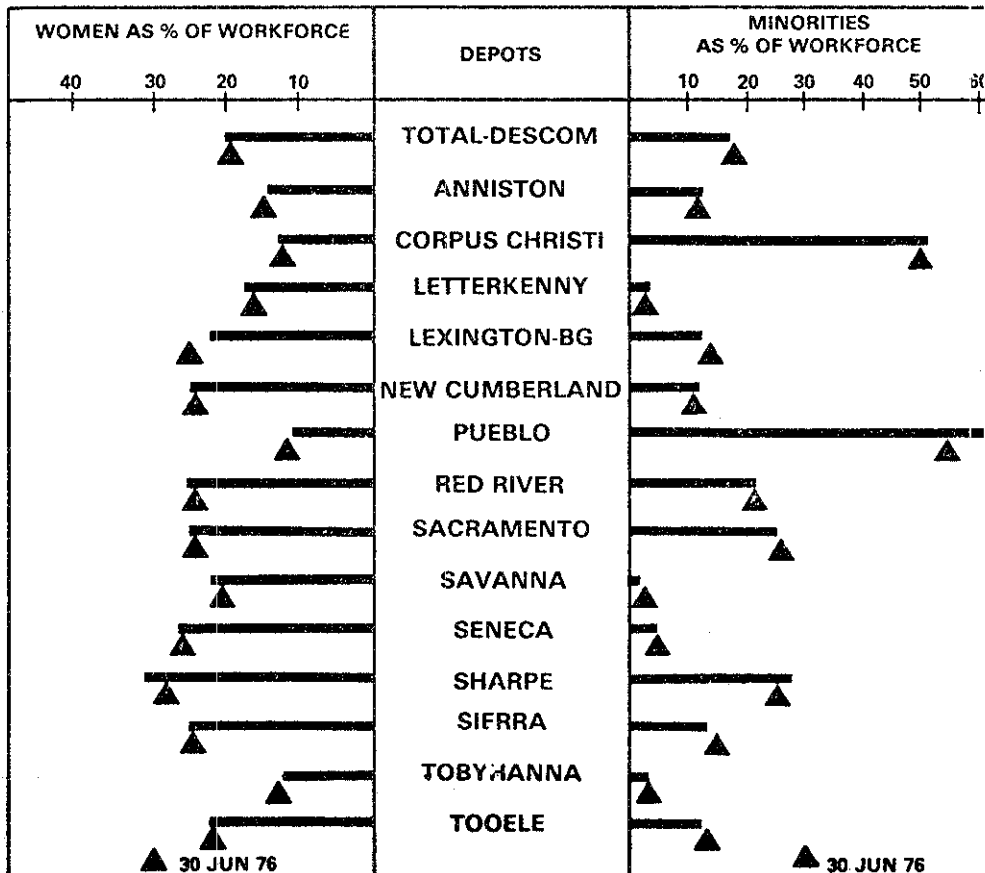 WOMEN AS % OF WORKFORCE
DEPOTS
MINORITIES
AS % OF WORKFORCE
40 30 20 10
10 20 30 40 50 60
TOTAL-DESCOM
ANNISTON
CORPUS CHRISTI
LETTERKENNY
LEXINGTON-BG
NEW CUMBERLAND
PUEBLO
RED RIVER
SACRAMENTO
SAVANNA
SENECA
SHARPE
SIERRA
TOBYHANNA
TOOELE
30 JUN 76
30 JUN 76